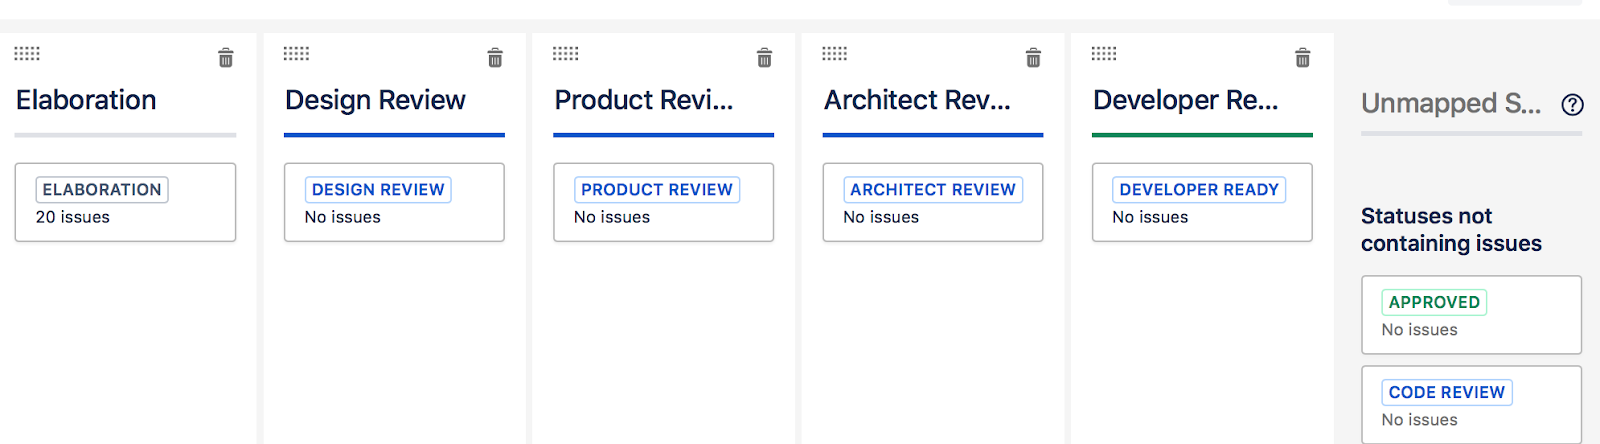 Elaboration
ELABORATION
20 issues
Design Review
DESIGN REVIEW
No issues
Product Revi...
PRODUCT REVIEW
No issues
Architect Rev...
ARCHITECT REVIEW
No issues
Developer Re...
DEVELOPER READY
No issues
Unmapped S...
?
Statuses not
containing issues
APPROVED
No issues
CODE REVIEW
No issues